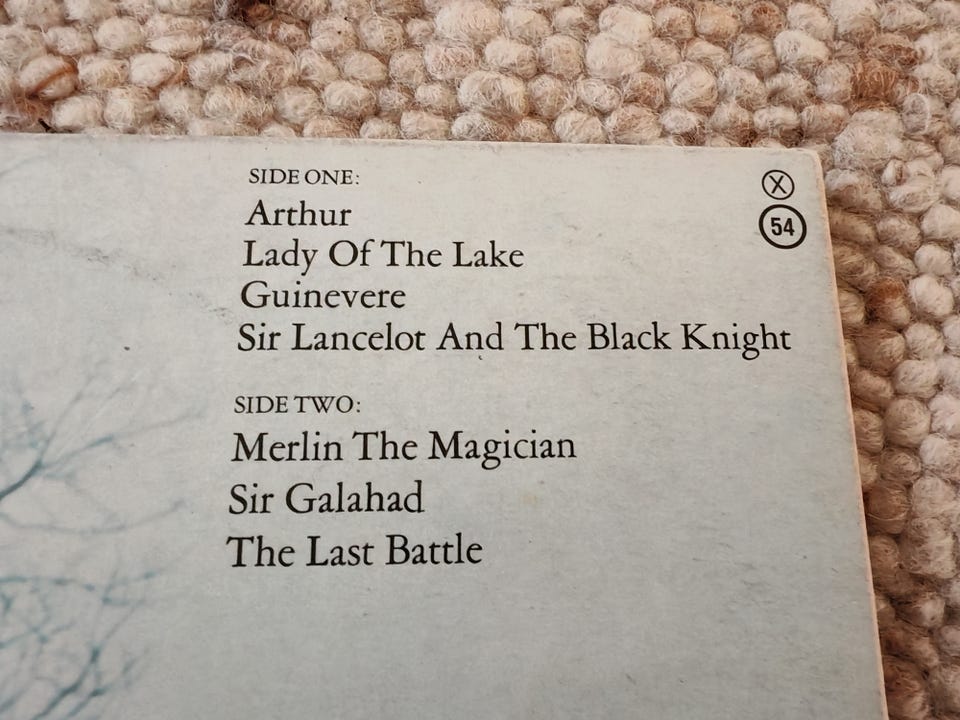 SIDE ONE:
Arthur
Lady Of The Lake
Guinevere
Sir Lancelot And The Black Knight
SIDE TWO:
Merlin The Magician
Sir Galahad
The Last Battle
X
54